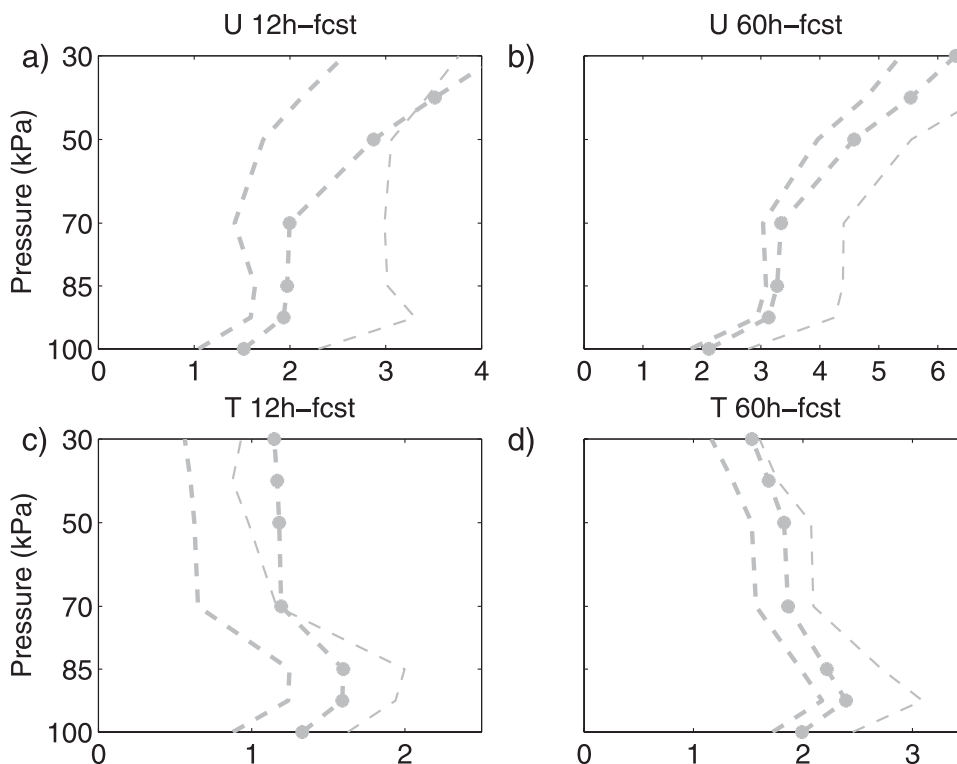 U 12h−fcst
U 60h−fcst
a)
b)
30
50
70
85
100
Pressure (kPa)
0 1 2 3 4
0 1 2 3 4 5 6
T 12h−fcst
T 60h−fcst
c)
d)
30
50
70
85
100
Pressure (kPa)
0 1 2
0 1 2 3